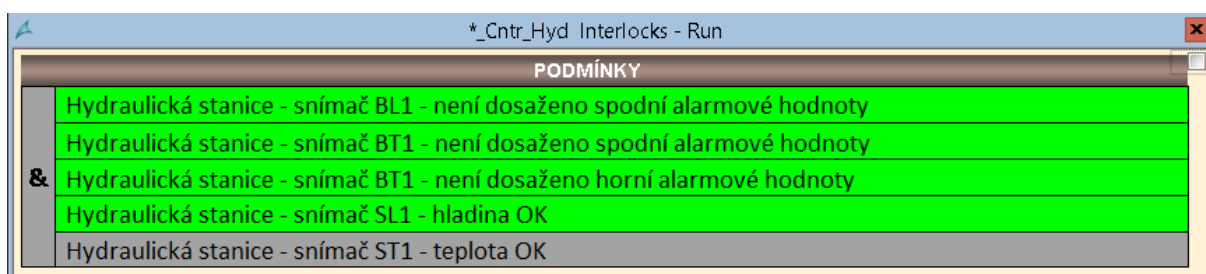 *_Cntr_Hyd Interlocks - Run
PODMÍNKY
Hydraulická stanice - snímač BL1 - není dosaženo spodní alarmové hodnoty
Hydraulická stanice - snímač BT1 - není dosaženo spodní alarmové hodnoty
& Hydraulická stanice - snímač BT1 - není dosaženo horní alarmové hodnoty
Hydraulická stanice - snímač SL1 - hladina OK
Hydraulická stanice - snímač ST1 - teplota OK